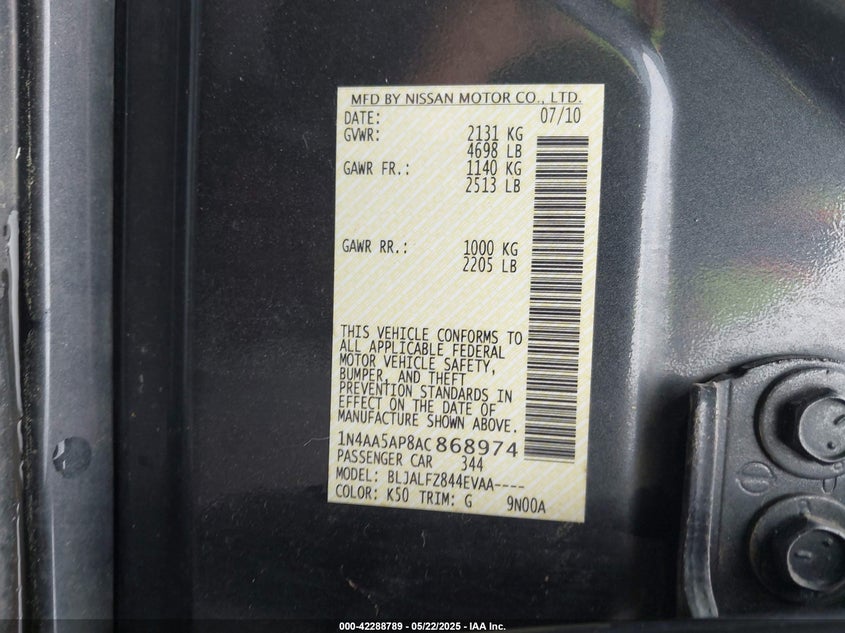 MFD BY NISSAN MOTOR CO., LTD.
DATE: 07/10
GVWR: 2131 KG
4698 LB
GAWR FR.: 1140 KG
2513 LB
GAWR RR.: 1000 KG
2205 LB
THIS VEHICLE CONFORMS TO
ALL APPLICABLE FEDERAL
MOTOR VEHICLE SAFETY,
BUMPER, AND THEFT
PREVENTION STANDARDS IN
EFFECT ON THE DATE OF
MANUFACTURE SHOWN ABOVE.
1N4AA5AP8AC868974
PASSENGER CAR 344
MODEL: BLJALFZ844EVAA----
COLOR: K50 TRIM: G 9N00A
000-42288789 - 05/22/2025 - IAA Inc.